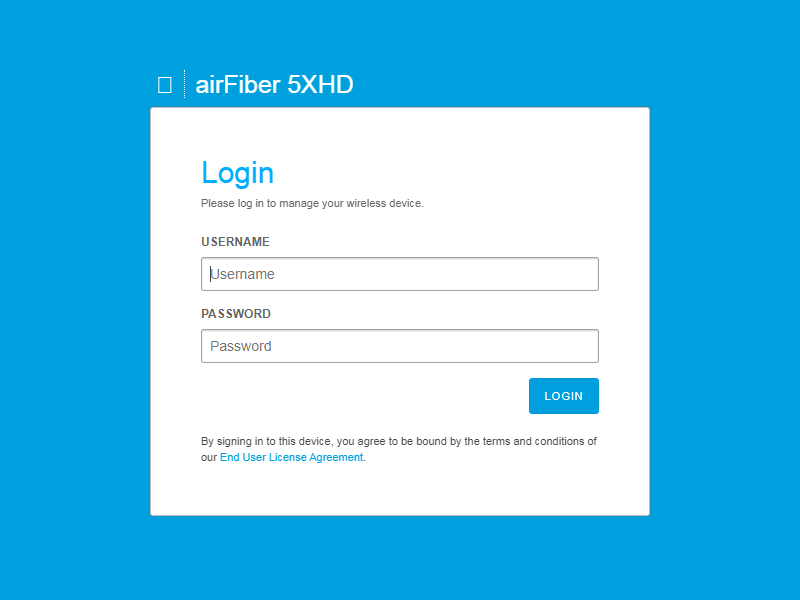 airFiber 5XHD
Login
Please log in to manage your wireless device.
USERNAME
Username
PASSWORD
Password
LOGIN
By signing in to this device, you agree to be bound by the terms and conditions of
our End User License Agreement.